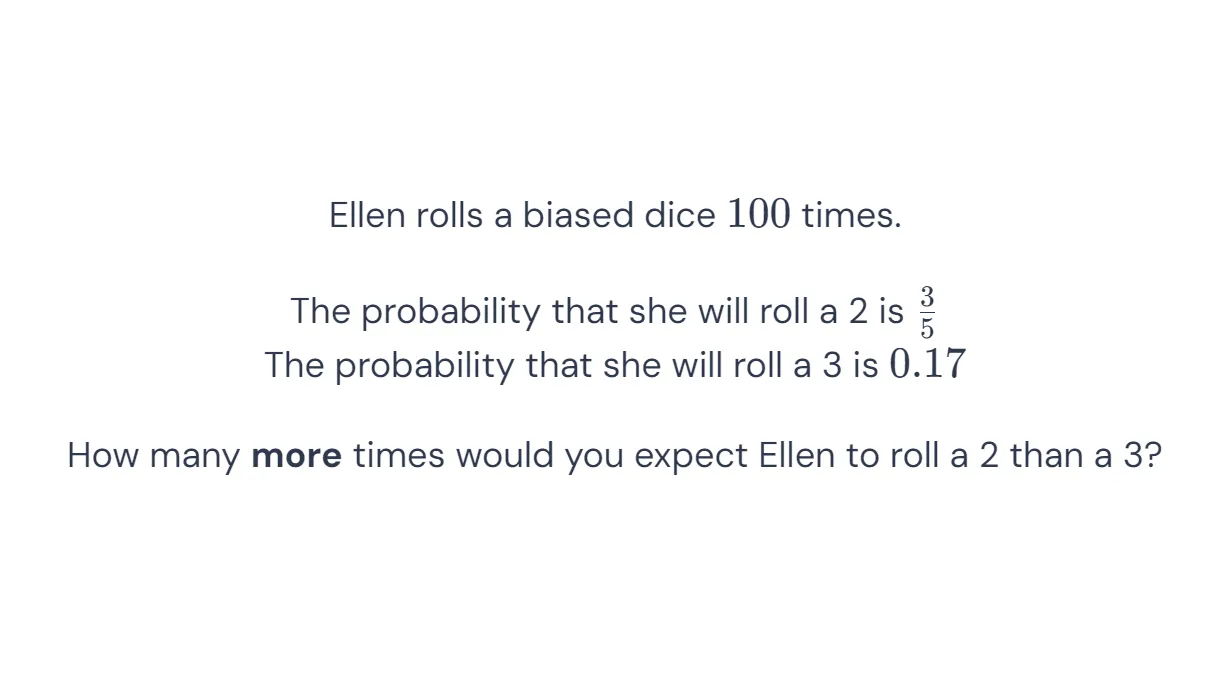 Ellen rolls a biased dice 100 times.
The probability that she will roll a 2 is 3/5
The probability that she will roll a 3 is 0.17
How many more times would you expect Ellen to roll a 2 than a 3?